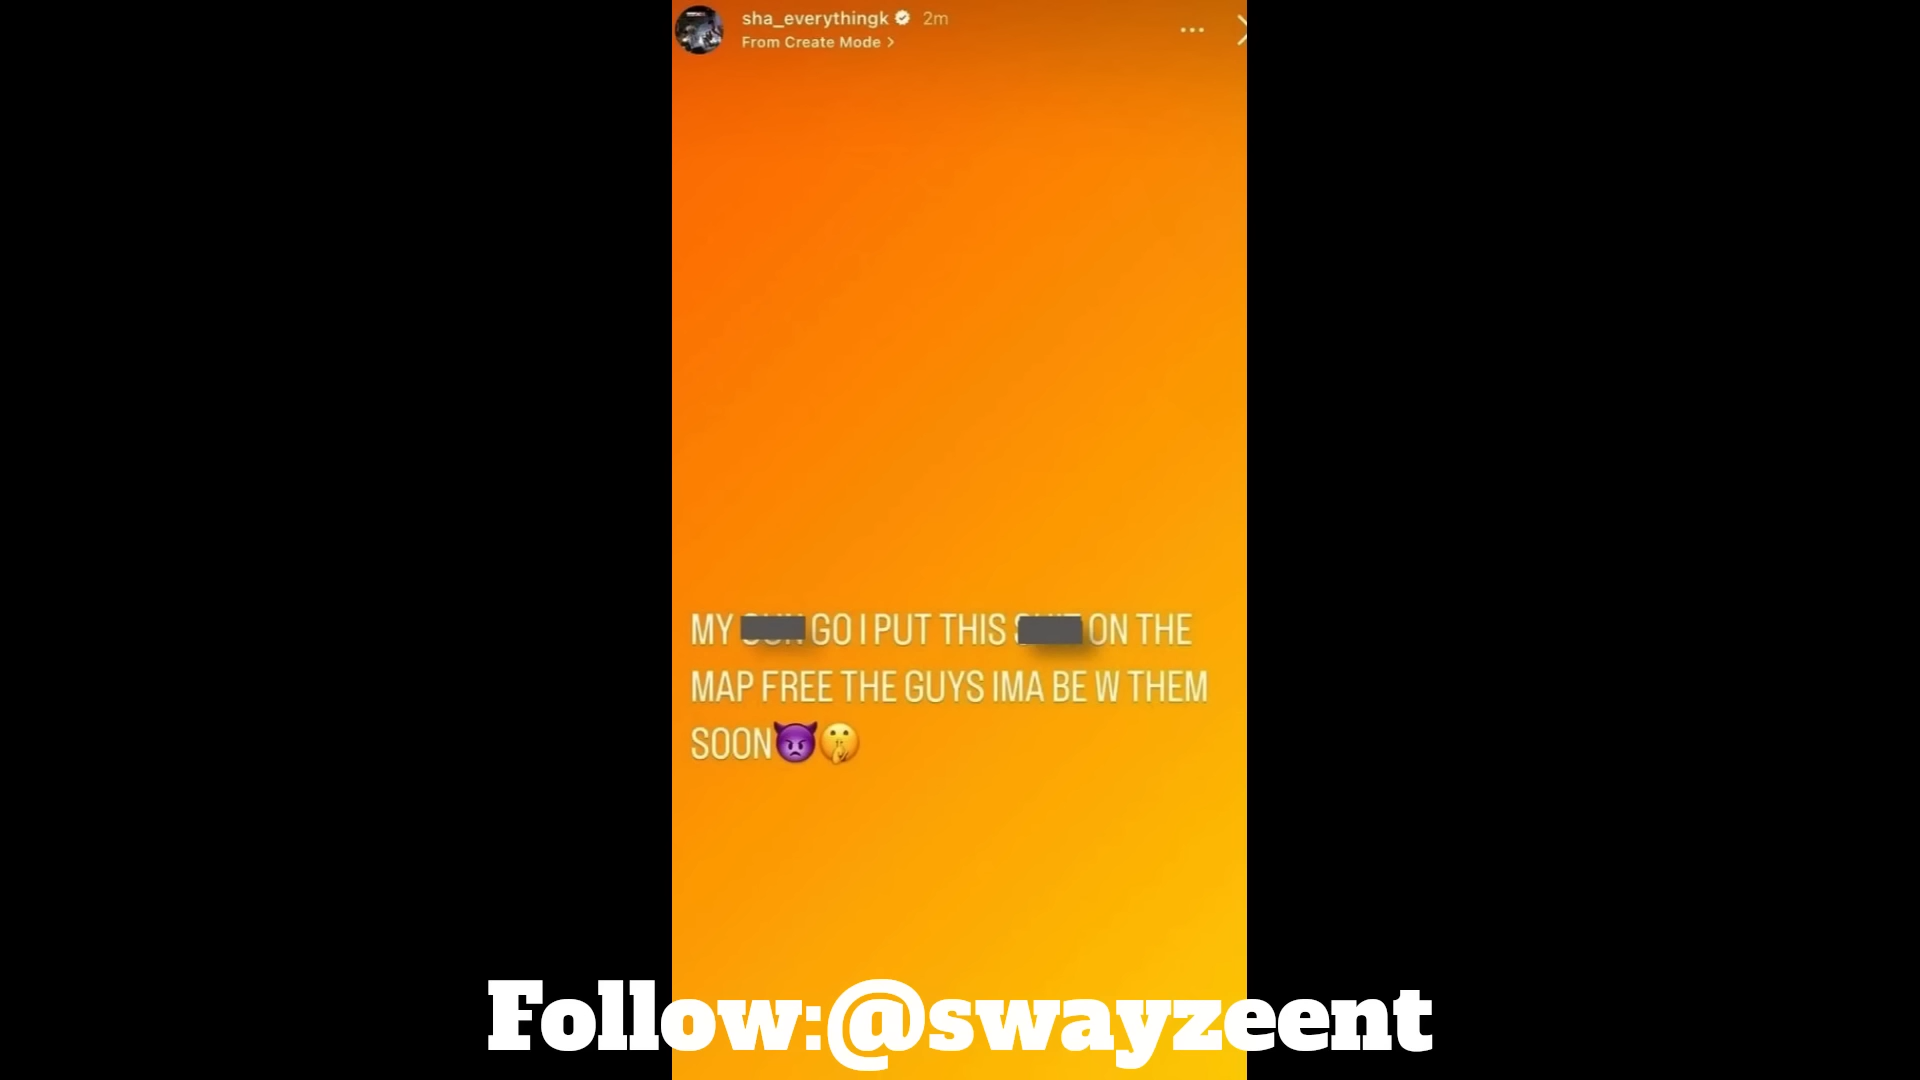 sha_everythingk 2m
From Create Mode >
MY GO I PUT THIS ON THE
MAP FREE THE GUYS IMA BE W THEM
SOON😈🤫
Follow:@swayzeent